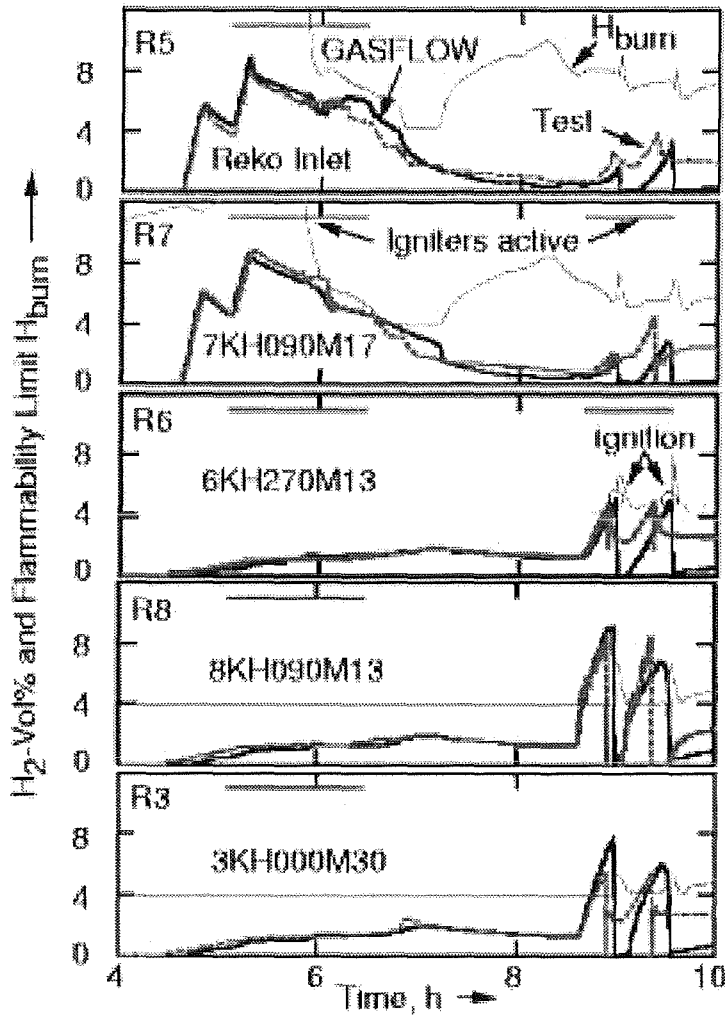 H2-Vol% and Flammability Limit Hburn
R5
GASFLOW
Hburn
8
Test
4
Reko Inlet
0
R7
Igniters active
8
4
7KH090M17
0
R6
Ignition
8
6KH270M13
4
0
R8
8
8KH090M13
4
0
R3
8
3KH000M30
4
0
4 6 8 10
Time, h